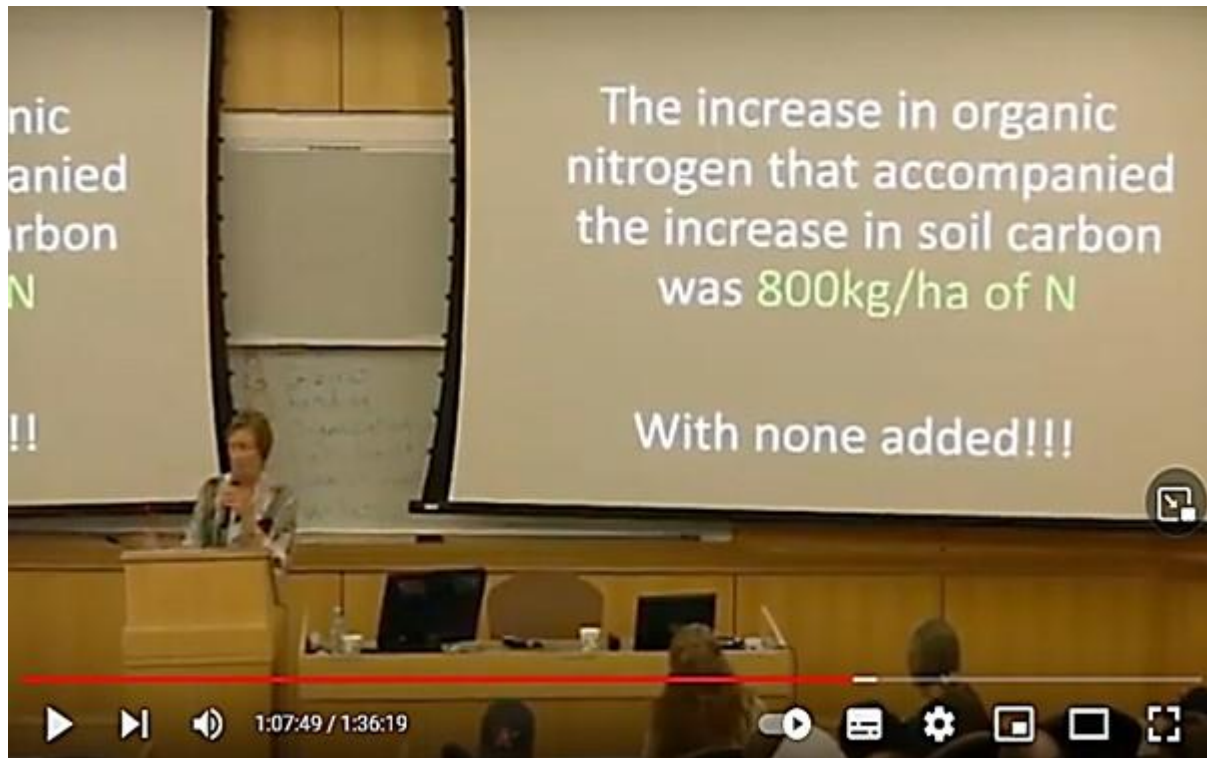 nic
anied
rbon
N
!!
The increase in organic
nitrogen that accompanied
the increase in soil carbon
was 800kg/ha of N
With none added!!!
1:07:49 / 1:36:19